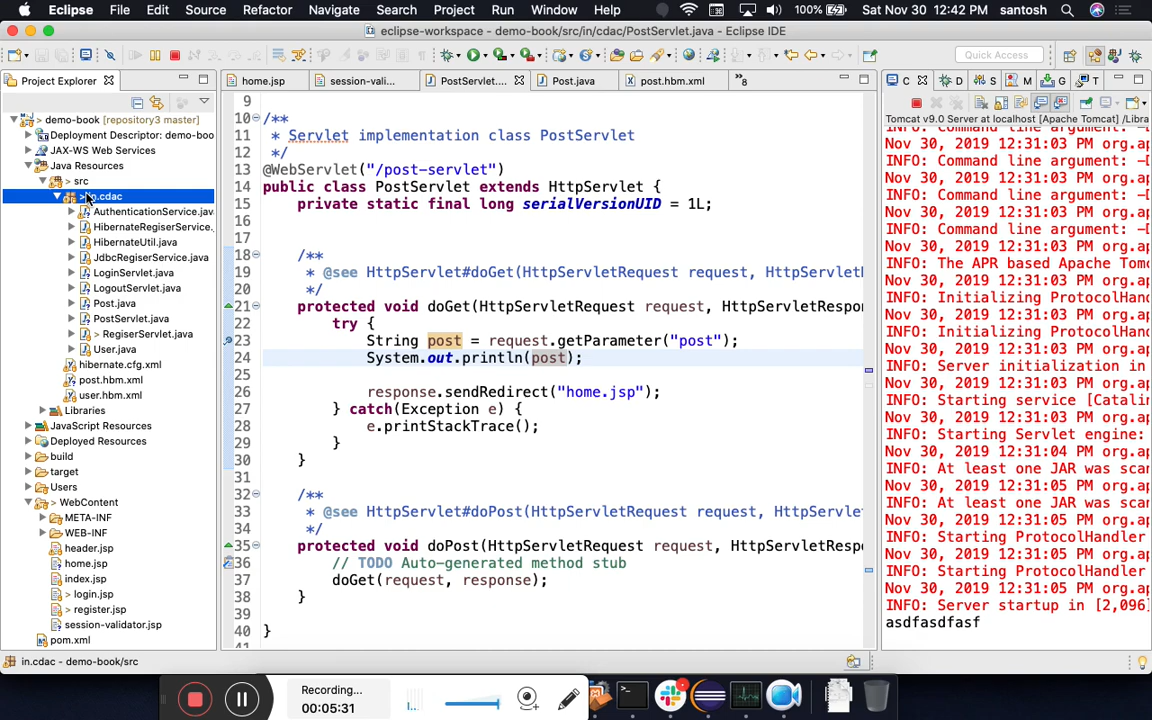 Eclipse File Edit Source Refactor Navigate Search Project Run Window Help 100% Sat Nov 30 12:42 PM santosh
eclipse-workspace - demo-book/src/in/cdac/PostServlet.java - Eclipse IDE
Quick Access
Project Explorer
home.jsp session-vali... PostServlet.... Post.java post.hbm.xml »8
C D S M G T
> demo-book [repository3 master]
Deployment Descriptor: demo-boo
JAX-WS Web Services
Java Resources
> src
> in.cdac
AuthenticationService.java
HibernateRegiserService.
HibernateUtil.java
JdbcRegiserService.java
LoginServlet.java
LogoutServlet.java
Post.java
PostServlet.java
> RegiserServlet.java
User.java
hibernate.cfg.xml
post.hbm.xml
user.hbm.xml
Libraries
JavaScript Resources
Deployed Resources
build
target
Users
> WebContent
META-INF
WEB-INF
header.jsp
home.jsp
index.jsp
> login.jsp
> register.jsp
session-validator.jsp
pom.xml
9
10 /**
11 * Servlet implementation class PostServlet
12 */
13 @WebServlet("/post-servlet")
14 public class PostServlet extends HttpServlet {
15 private static final long serialVersionUID = 1L;
16
17
18 /**
19 * @see HttpServlet#doGet(HttpServletRequest request, HttpServl
20 */
21 protected void doGet(HttpServletRequest request, HttpServletRespon
22 try {
23 String post = request.getParameter("post");
24 System.out.println(post);
25
26 response.sendRedirect("home.jsp");
27 } catch(Exception e) {
28 e.printStackTrace();
29 }
30 }
31
32 /**
33 * @see HttpServlet#doPost(HttpServletRequest request, HttpServlet
34 */
35 protected void doPost(HttpServletRequest request, HttpServletRespo
36 // TODO Auto-generated method stub
37 doGet(request, response);
38 }
39
40 }
Tomcat v9.0 Server at localhost [Apache Tomcat] /Libra
INFO: Command line argument: -D
Nov 30, 2019 12:31:03 PM org.a
INFO: Command line argument: -D
Nov 30, 2019 12:31:03 PM org.a
INFO: Command line argument: -D
Nov 30, 2019 12:31:03 PM org.a
INFO: Command line argument: -D
Nov 30, 2019 12:31:03 PM org.a
INFO: The APR based Apache Tomc
Nov 30, 2019 12:31:03 PM org.a
INFO: Initializing ProtocolHand
Nov 30, 2019 12:31:03 PM org.a
INFO: Initializing ProtocolHand
Nov 30, 2019 12:31:03 PM org.a
INFO: Server initialization in
Nov 30, 2019 12:31:03 PM org.a
INFO: Starting service [Catalin
Nov 30, 2019 12:31:03 PM org.a
INFO: Starting Servlet engine:
Nov 30, 2019 12:31:04 PM org.a
INFO: At least one JAR was scan
Nov 30, 2019 12:31:05 PM org.a
INFO: At least one JAR was scan
Nov 30, 2019 12:31:05 PM org.a
INFO: Starting ProtocolHandler
Nov 30, 2019 12:31:05 PM org.a
INFO: Starting ProtocolHandler
Nov 30, 2019 12:31:05 PM org.a
INFO: Server startup in [2,096]
asdfasdfasf
in.cdac - demo-book/src
Recording...
00:05:31